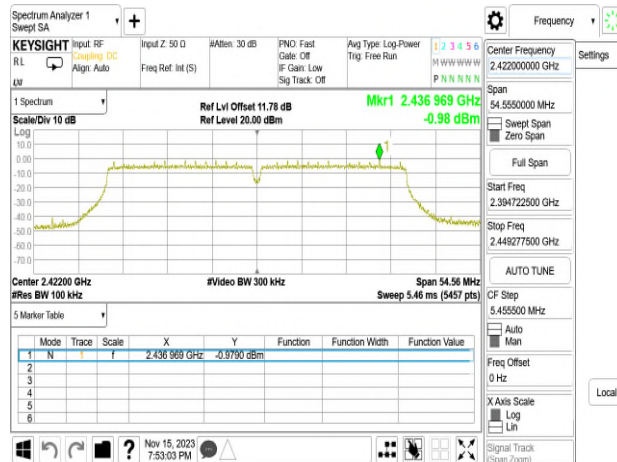 Spectrum Analyzer 1
Swept SA
+
Frequency
KEYSIGHT
Input: RF
Coupling: DC
Align: Auto
Input Z: 50 Ω
Freq Ref: Int (S)
#Atten: 30 dB
PNO: Fast
Gate: Off
IF Gain: Low
Sig Track: Off
Avg Type: Log-Power
Trig: Free Run
1 2 3 4 5 6
M W W W W W
P N N N N N
RL
Center Frequency
2.422000000 GHz
Settings
Span
54.5550000 MHz
Swept Span
Zero Span
Full Span
Start Freq
2.394722500 GHz
Stop Freq
2.449277500 GHz
AUTO TUNE
CF Step
5.455500 MHz
Auto
Man
Freq Offset
0 Hz
X Axis Scale
Log
Lin
Local
Signal Track
(Span Zoom)
1 Spectrum
Scale/Div 10 dB
Ref Lvl Offset 11.78 dB
Ref Level 20.00 dBm
Mkr1 2.436 969 GHz
-0.98 dBm
Log
10.0
0.00
-10.0
-20.0
-30.0
-40.0
-50.0
-60.0
-70.0
1
Center 2.42200 GHz
#Res BW 100 kHz
#Video BW 300 kHz
Span 54.56 MHz
Sweep 5.46 ms (5457 pts)
5 Marker Table
Mode Trace Scale X Y Function Function Width Function Value
1 N 1 f 2.436 969 GHz -0.9790 dBm
2
3
4
5
6
?
Nov 15, 2023
7:53:03 PM